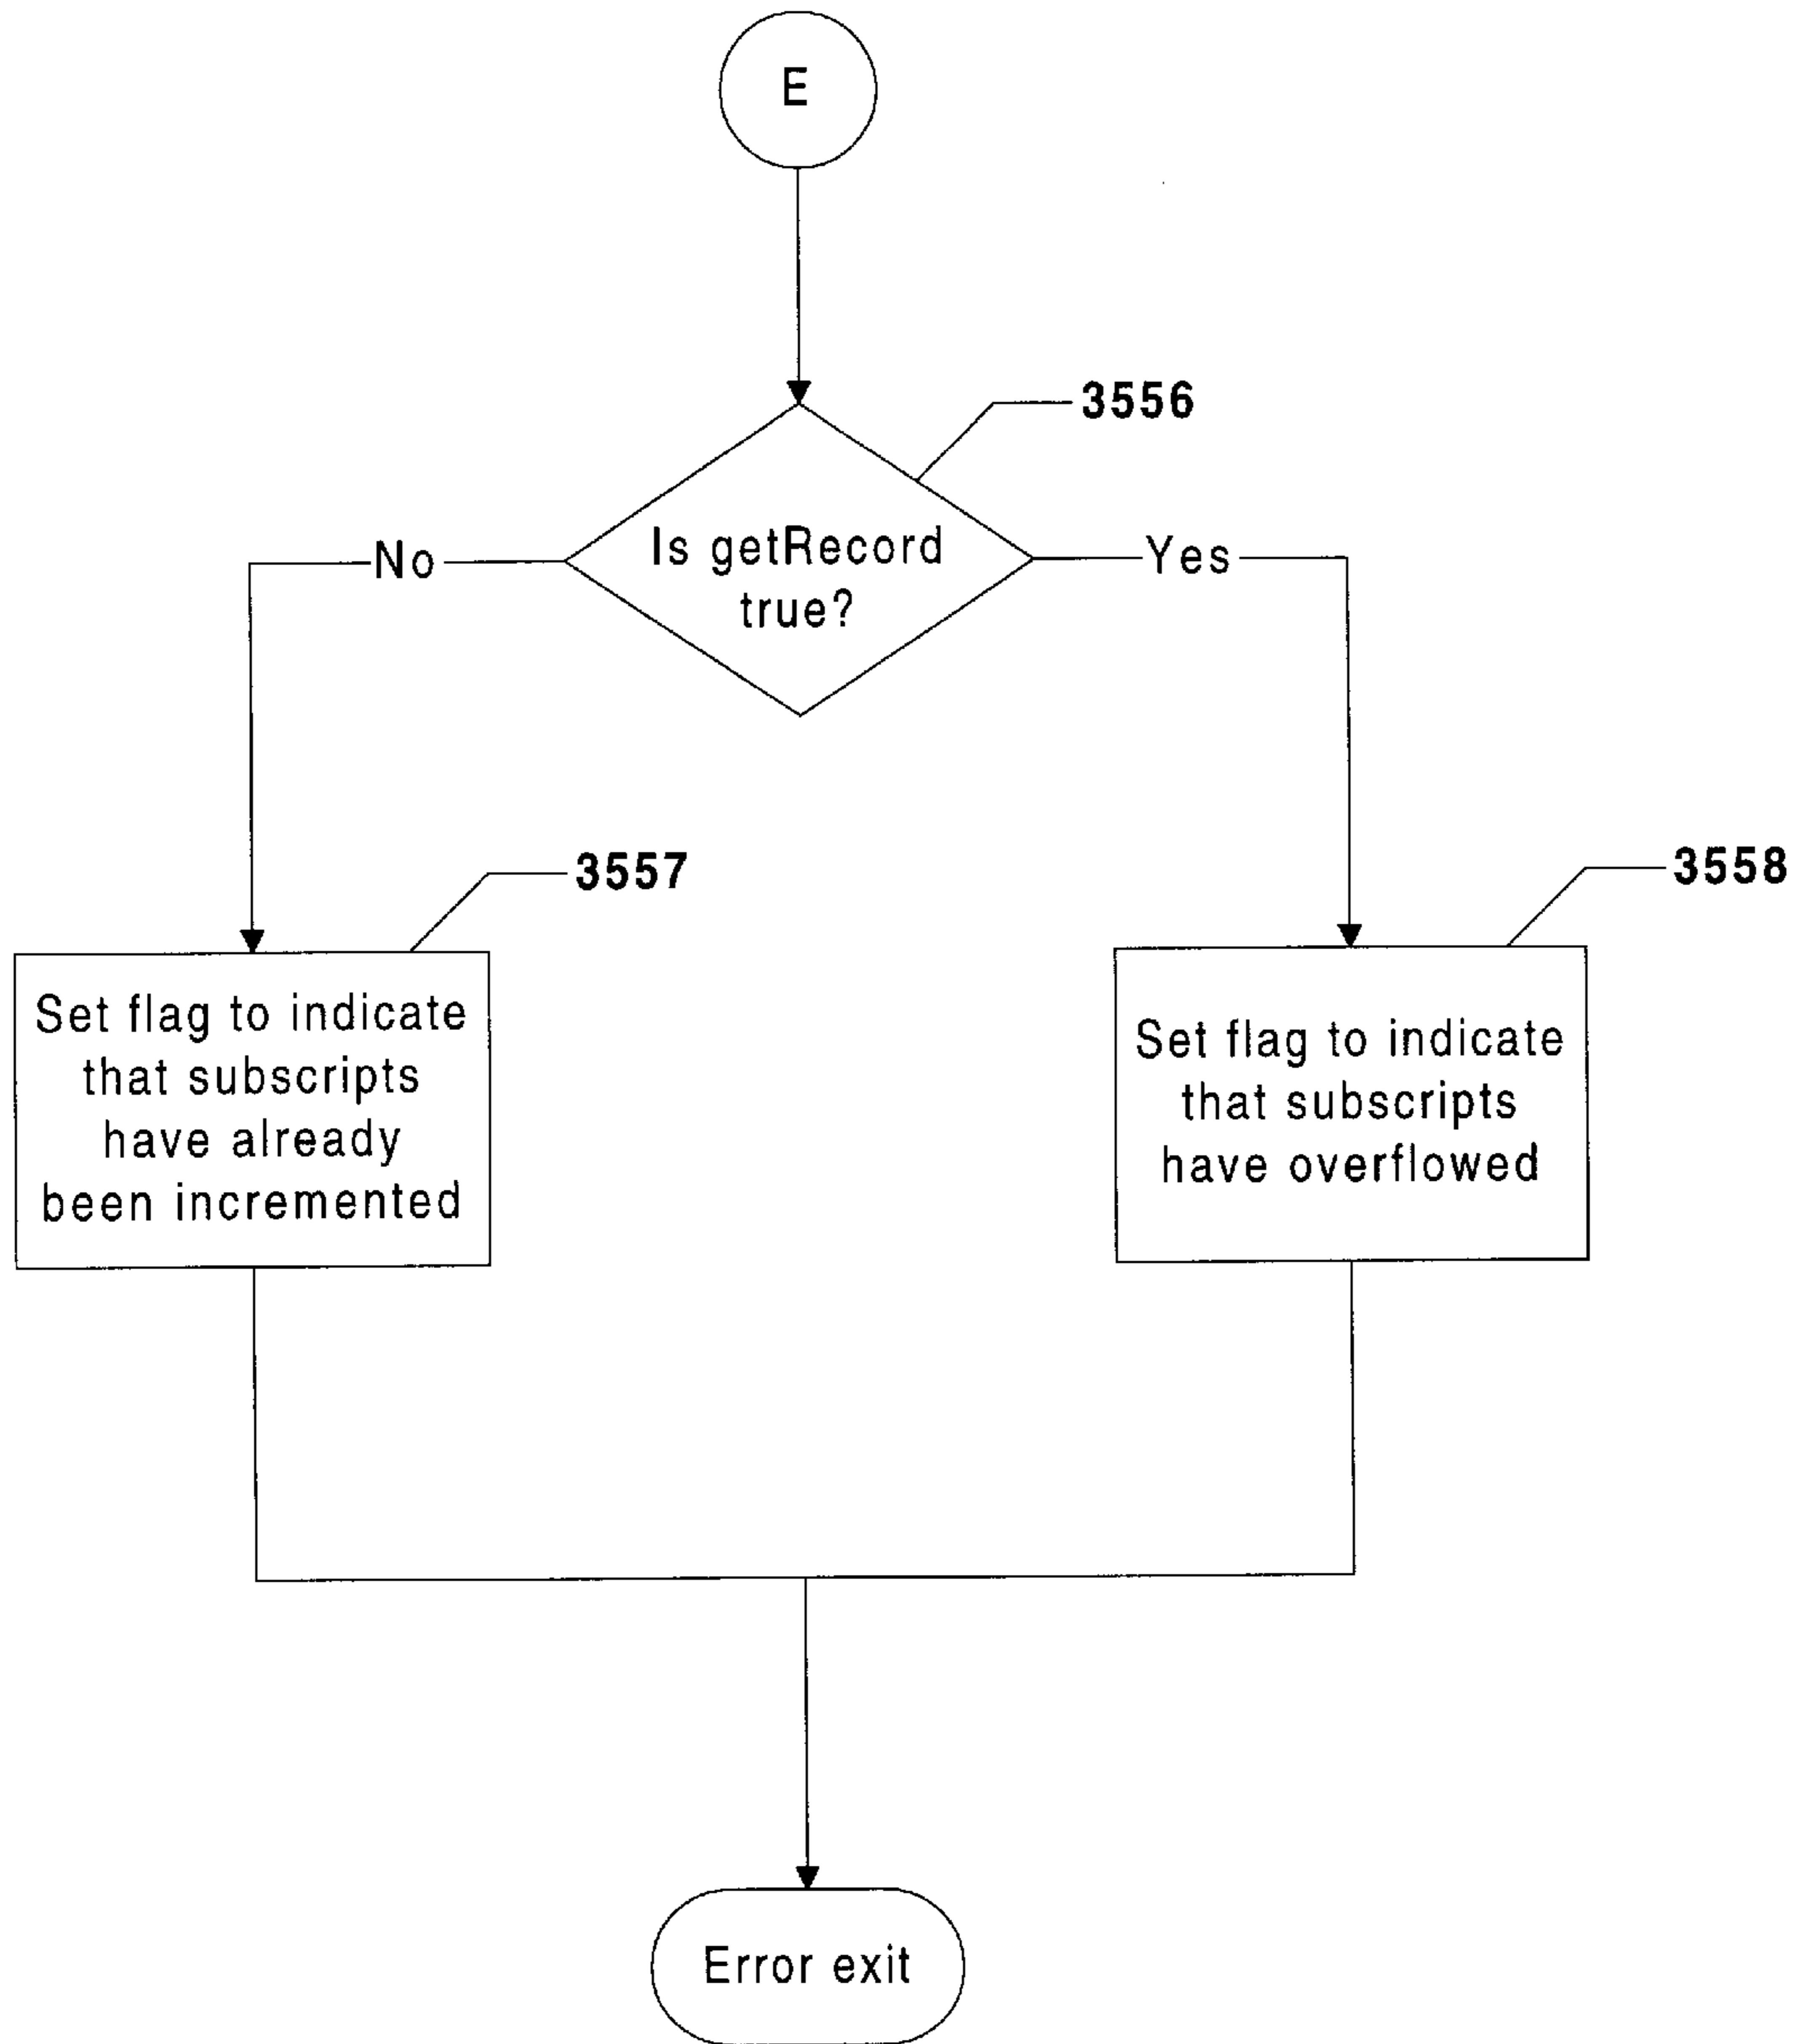 E
3556
Is getRecord
true?
No
Yes
3557
3558
Set flag to indicate
that subscripts
have already
been incremented
Set flag to indicate
that subscripts
have overflowed
Error exit